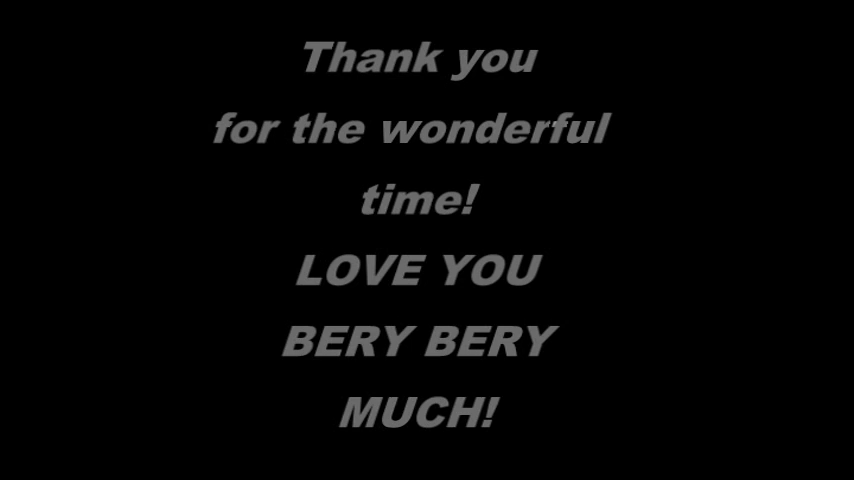 Thank you
for the wonderful
time!
LOVE YOU
BERY BERY
MUCH!